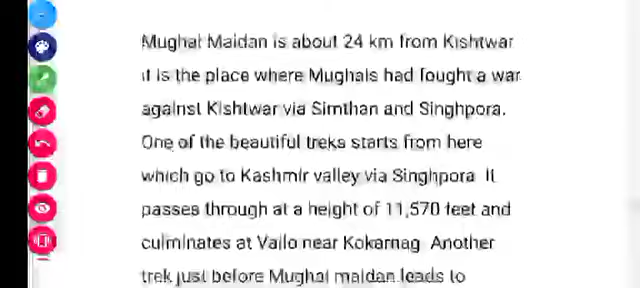 Mughal Maidan is about 24 km from Kishtwar
it is the place where Mughals had fought a war
against Kishtwar via Simthan and Singhpora.
One of the beautiful treks starts from here
which go to Kashmir valley via Singhpora It
passes through at a height of 11,570 feet and
culminates at Vailo near Kokarnag Another
trek just before Mughal maidan leads to